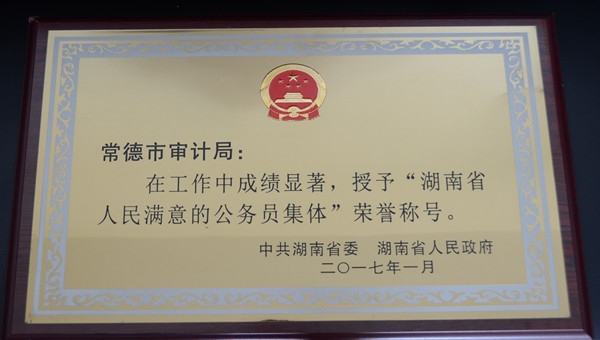 常德市审计局：
在工作中成绩显著，授予“湖南省
人民满意的公务员集体”荣誉称号。
中共湖南省委 湖南省人民政府
二〇一七年一月